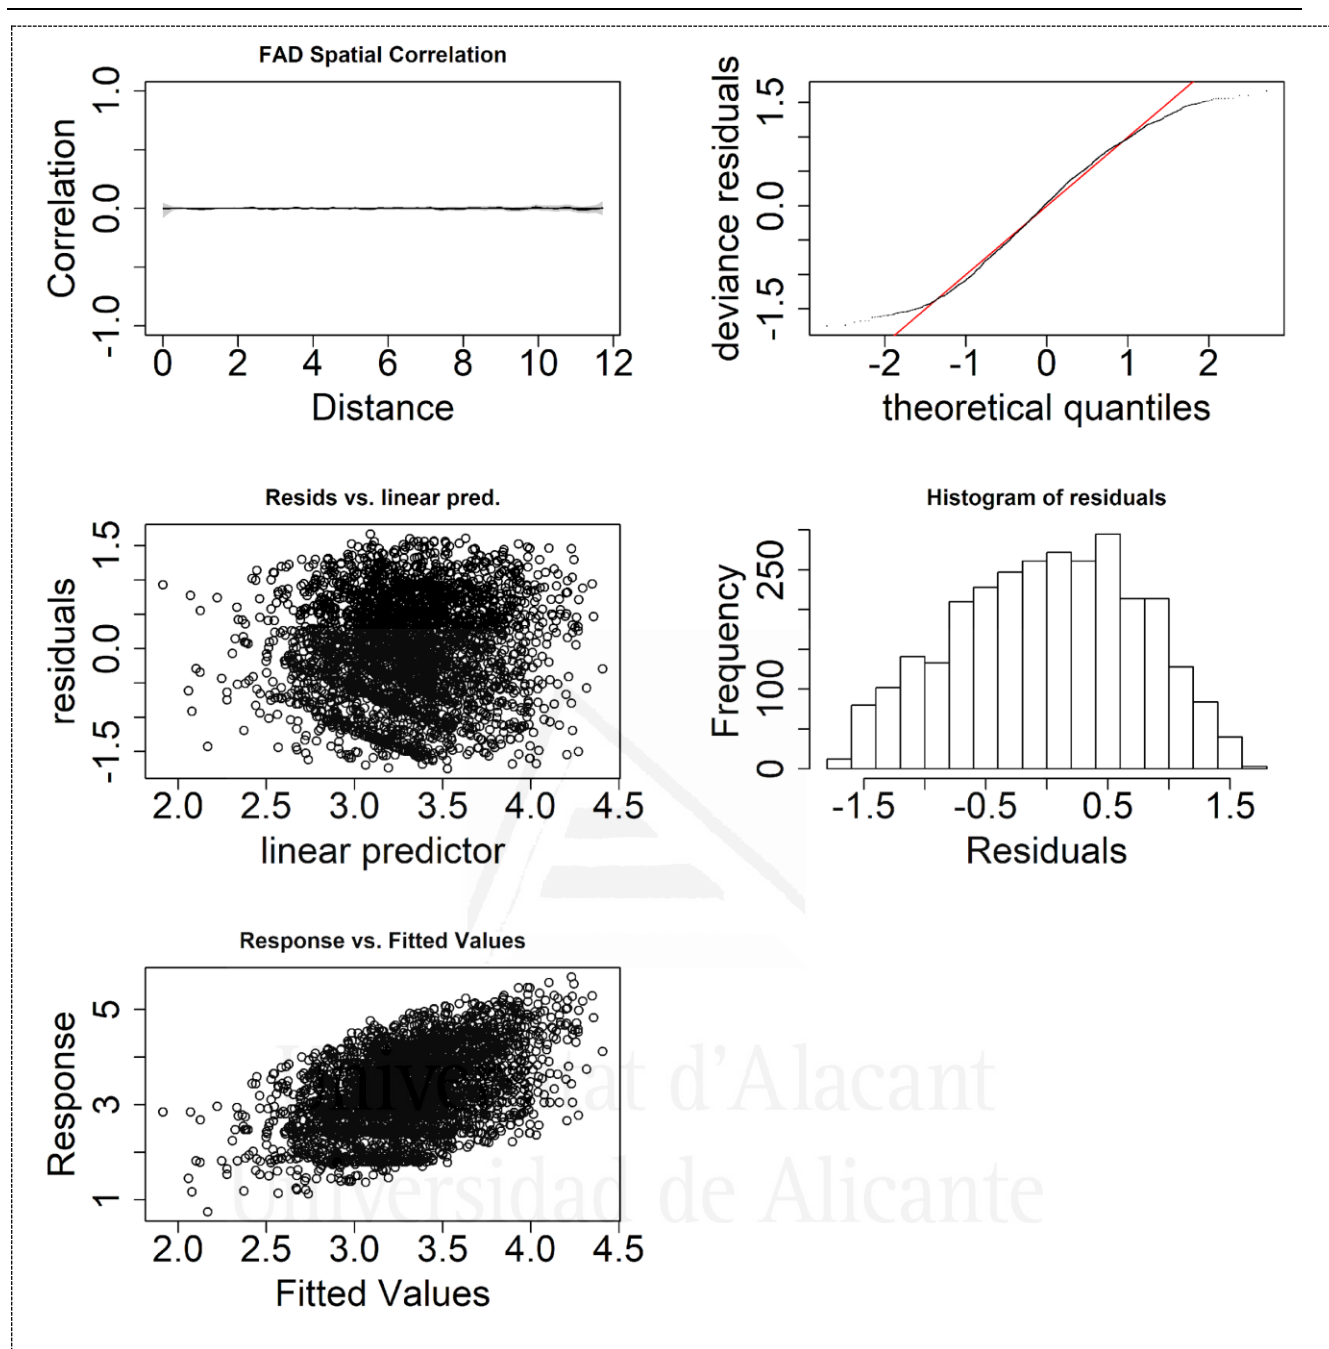 FAD Spatial Correlation
Correlation
1.0
0.0
-1.0
0 2 4 6 8 10 12
Distance
deviance residuals
1.5
0.0
-1.5
-2 -1 0 1 2
theoretical quantiles
Resids vs. linear pred.
residuals
1.5
0.0
-1.5
2.0 2.5 3.0 3.5 4.0 4.5
linear predictor
Histogram of residuals
Frequency
250
100
0
-1.5 -0.5 0.5 1.5
Residuals
Response vs. Fitted Values
Response
5
3
1
2.0 2.5 3.0 3.5 4.0 4.5
Fitted Values
Universitat d'Alacant
Universidad de Alicante